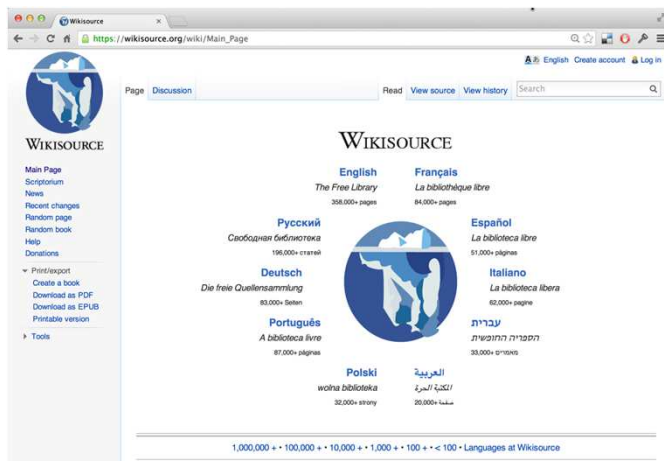 Wikisource
https://wikisource.org/wiki/Main_Page
English Create account Log in
Page Discussion Read View source View history Search
WIKISOURCE
Main Page
Scriptorium
News
Recent changes
Random page
Random book
Help
Donations
Print/export
Create a book
Download as PDF
Download as EPUB
Printable version
Tools
WIKISOURCE
English
The Free Library
358,000+ pages
Français
La bibliothèque libre
84,000+ pages
Русский
Свободная библиотека
196,000+ статей
Español
La biblioteca libre
51,000+ páginas
Deutsch
Die freie Quellensammlung
83,000+ Seiten
Italiano
La biblioteca libera
62,000+ pagine
Português
A biblioteca livre
87,000+ páginas
עברית
הספריה החופשית
33,000+ מאמרים
Polski
wolna biblioteka
32,000+ strony
العربية
المكتبة الحرة
20,000+ صفحة
1,000,000 + • 100,000 + • 10,000 + • 1,000 + • 100 + • < 100 • Languages at Wikisource